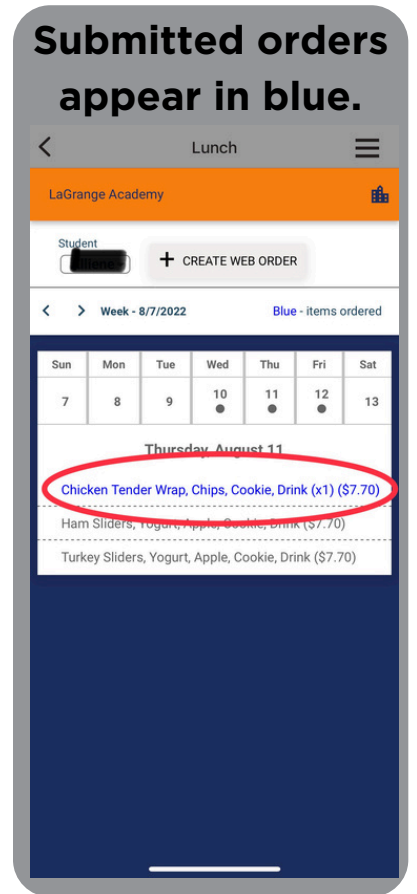 Submitted orders
appear in blue.
Lunch
LaGrange Academy
Student
+ CREATE WEB ORDER
< > Week - 8/7/2022 Blue - items ordered
Sun Mon Tue Wed Thu Fri Sat
7 8 9 10 11 12 13
Thursday, August 11
Chicken Tender Wrap, Chips, Cookie, Drink (x1) ($7.70)
Ham Sliders, Yogurt, Apple, Cookie, Drink ($7.70)
Turkey Sliders, Yogurt, Apple, Cookie, Drink ($7.70)